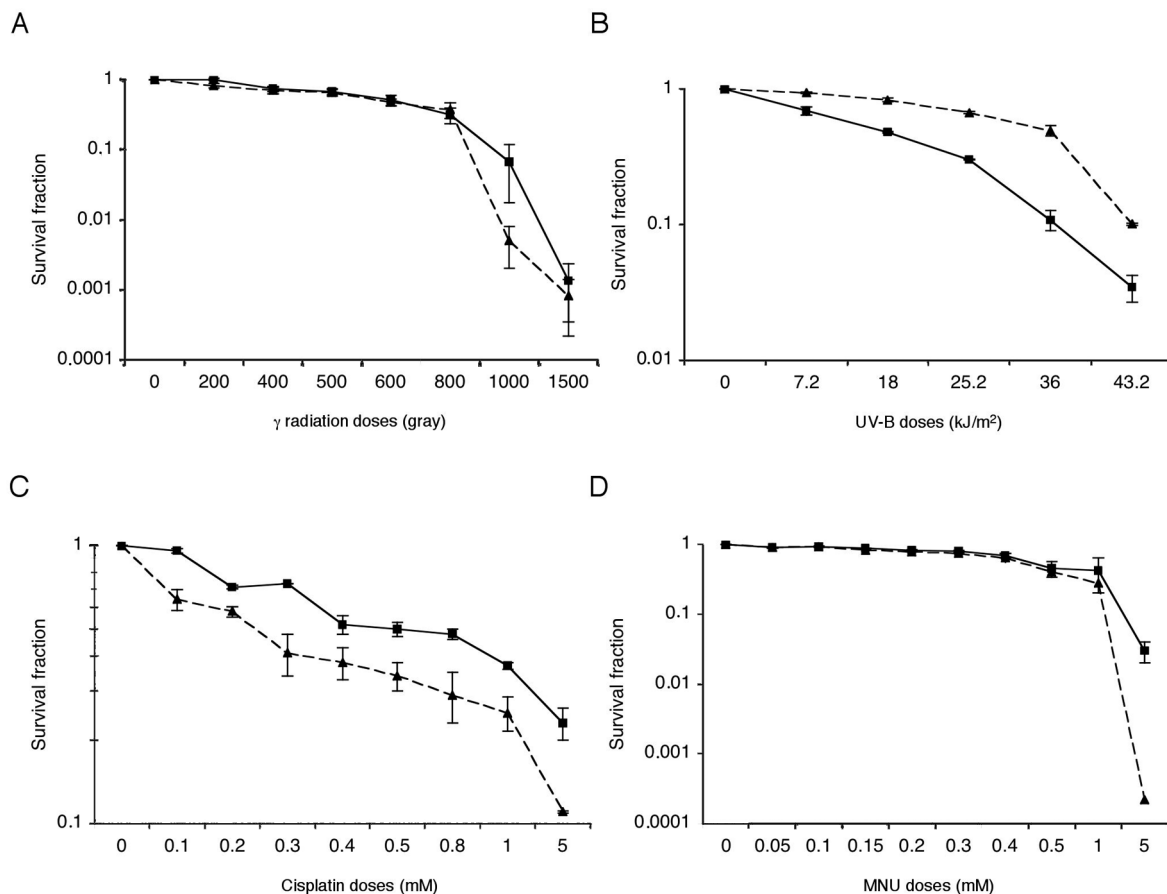 A
1
0.1
0.01
0.001
0.0001
Survival fraction
0 200 400 500 600 800 1000 1500
γ radiation doses (gray)
B
1
0.1
0.01
Survival fraction
0 7.2 18 25.2 36 43.2
UV-B doses (kJ/m²)
C
1
0.1
Survival fraction
0 0.1 0.2 0.3 0.4 0.5 0.8 1 5
Cisplatin doses (mM)
D
1
0.1
0.01
0.001
0.0001
Survival fraction
0 0.05 0.1 0.15 0.2 0.3 0.4 0.5 1 5
MNU doses (mM)